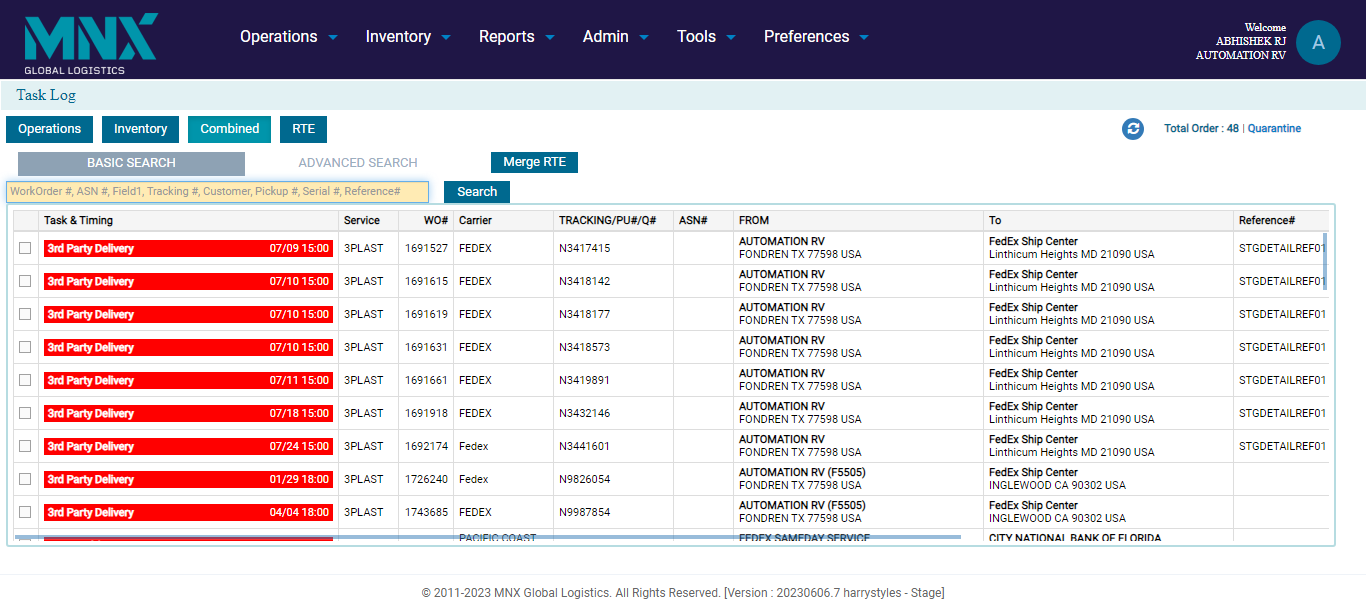 MNX
GLOBAL LOGISTICS
Operations Inventory Reports Admin Tools Preferences
Welcome
ABHISHEK RJ
AUTOMATION RV
A
Task Log
Operations Inventory Combined RTE
Total Order : 48 | Quarantine
BASIC SEARCH ADVANCED SEARCH Merge RTE
WorkOrder #, ASN #, Field1, Tracking #, Customer, Pickup #, Serial #, Reference# Search
Task & Timing Service WO# Carrier TRACKING/PU#/Q# ASN# FROM To Reference#
3rd Party Delivery 07/09 15:00 3PLAST 1691527 FEDEX N3417415 AUTOMATION RV FedEx Ship Center STGDETAILREF01
FONDREN TX 77598 USA Linthicum Heights MD 21090 USA
3rd Party Delivery 07/10 15:00 3PLAST 1691615 FEDEX N3418142 AUTOMATION RV FedEx Ship Center STGDETAILREF01
FONDREN TX 77598 USA Linthicum Heights MD 21090 USA
3rd Party Delivery 07/10 15:00 3PLAST 1691619 FEDEX N3418177 AUTOMATION RV FedEx Ship Center STGDETAILREF01
FONDREN TX 77598 USA Linthicum Heights MD 21090 USA
3rd Party Delivery 07/10 15:00 3PLAST 1691631 FEDEX N3418573 AUTOMATION RV FedEx Ship Center STGDETAILREF01
FONDREN TX 77598 USA Linthicum Heights MD 21090 USA
3rd Party Delivery 07/11 15:00 3PLAST 1691661 FEDEX N3419891 AUTOMATION RV FedEx Ship Center STGDETAILREF01
FONDREN TX 77598 USA Linthicum Heights MD 21090 USA
3rd Party Delivery 07/18 15:00 3PLAST 1691918 FEDEX N3432146 AUTOMATION RV FedEx Ship Center STGDETAILREF01
FONDREN TX 77598 USA Linthicum Heights MD 21090 USA
3rd Party Delivery 07/24 15:00 3PLAST 1692174 Fedex N3441601 AUTOMATION RV FedEx Ship Center STGDETAILREF01
FONDREN TX 77598 USA Linthicum Heights MD 21090 USA
3rd Party Delivery 01/29 18:00 3PLAST 1726240 Fedex N9826054 AUTOMATION RV (F5505) FedEx Ship Center
FONDREN TX 77598 USA INGLEWOOD CA 90302 USA
3rd Party Delivery 04/04 18:00 3PLAST 1743685 FEDEX N9987854 AUTOMATION RV (F5505) FedEx Ship Center
FONDREN TX 77598 USA INGLEWOOD CA 90302 USA
PACIFIC COAST FEDEX SAMEDAY SERVICE CITY NATIONAL BANK OF FLORIDA
© 2011-2023 MNX Global Logistics. All Rights Reserved. [Version : 20230606.7 harrystyles - Stage]